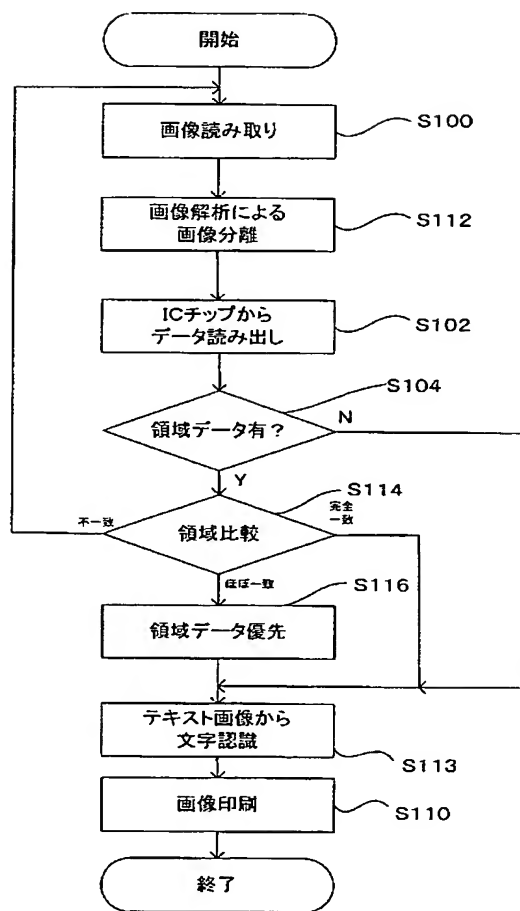 開始
画像読み取り
S100
画像解析による
画像分離
S112
ICチップから
データ読み出し
S102
S104
領域データ有?
N
Y
S114
不一致
領域比較
完全
一致
ほぼ一致
S116
領域データ優先
テキスト画像から
文字認識
S113
画像印刷
S110
終了